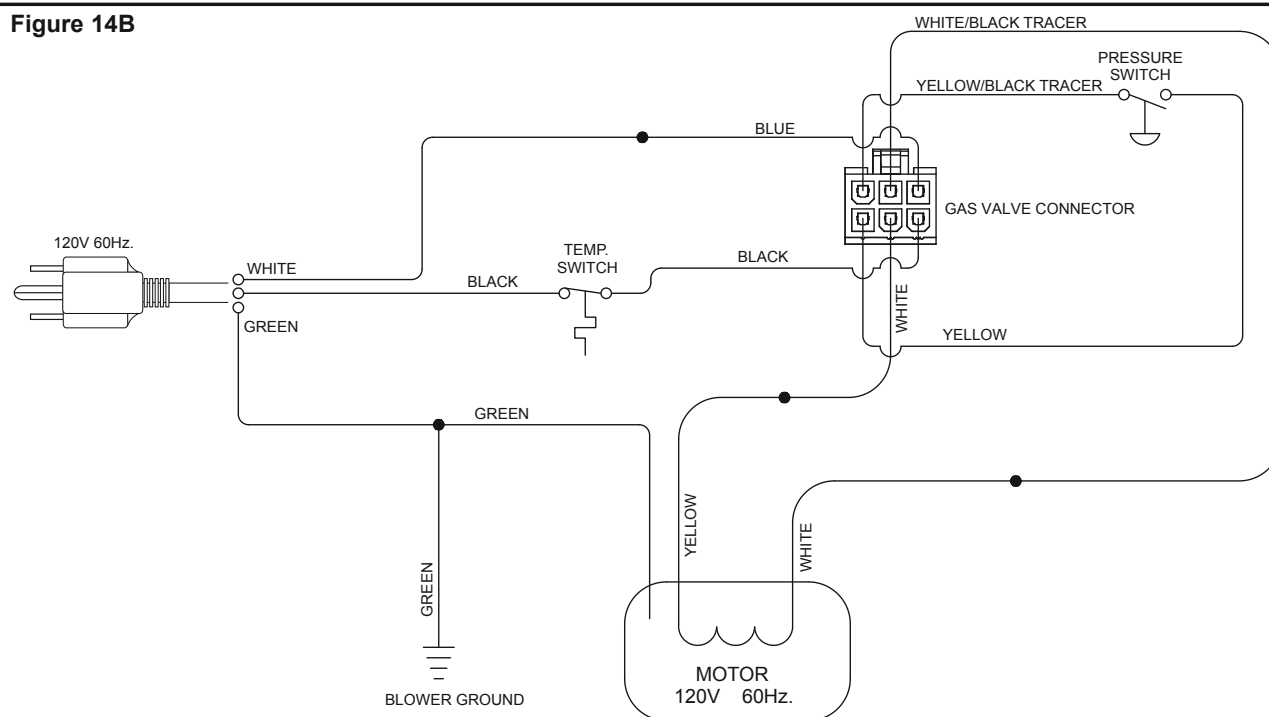 Figure 14B
WHITE/BLACK TRACER
PRESSURE
SWITCH
YELLOW/BLACK TRACER
BLUE
GAS VALVE CONNECTOR
120V 60Hz.
WHITE
TEMP.
SWITCH
BLACK
BLACK
WHITE
GREEN
YELLOW
GREEN
YELLOW
WHITE
GREEN
MOTOR
120V 60Hz.
BLOWER GROUND